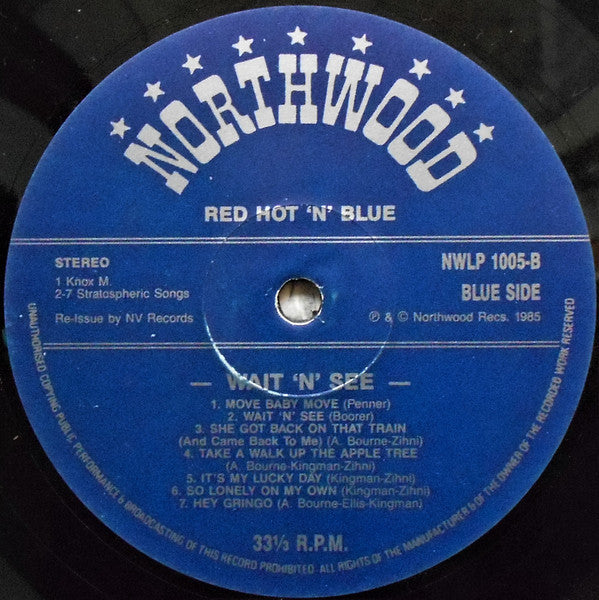 NORTHWOOD
RED HOT 'N' BLUE
STEREO
1 Knox M.
2-7 Stratospheric Songs
Re-Issue by NV Records
NWLP 1005-B
BLUE SIDE
℗ & © Northwood Recs. 1985
— WAIT 'N' SEE —
1. MOVE BABY MOVE (Penner)
2. WAIT 'N' SEE (Boorer)
3. SHE GOT BACK ON THAT TRAIN
(And Came Back To Me) (A. Bourne-Zihni)
4. TAKE A WALK UP THE APPLE TREE
(A. Bourne-Kingman-Zihni)
5. IT'S MY LUCKY DAY (Kingman-Zihni)
6. SO LONELY ON MY OWN (Kingman-Zihni)
7. HEY GRINGO (A. Bourne-Ellis-Kingman)
33⅓ R.P.M.
UNAUTHORISED COPYING PUBLIC PERFORMANCE & BROADCASTING OF THIS RECORD PROHIBITED. ALL RIGHTS OF THE MANUFACTURER & OF THE OWNER OF THE RECORDED WORK RESERVED